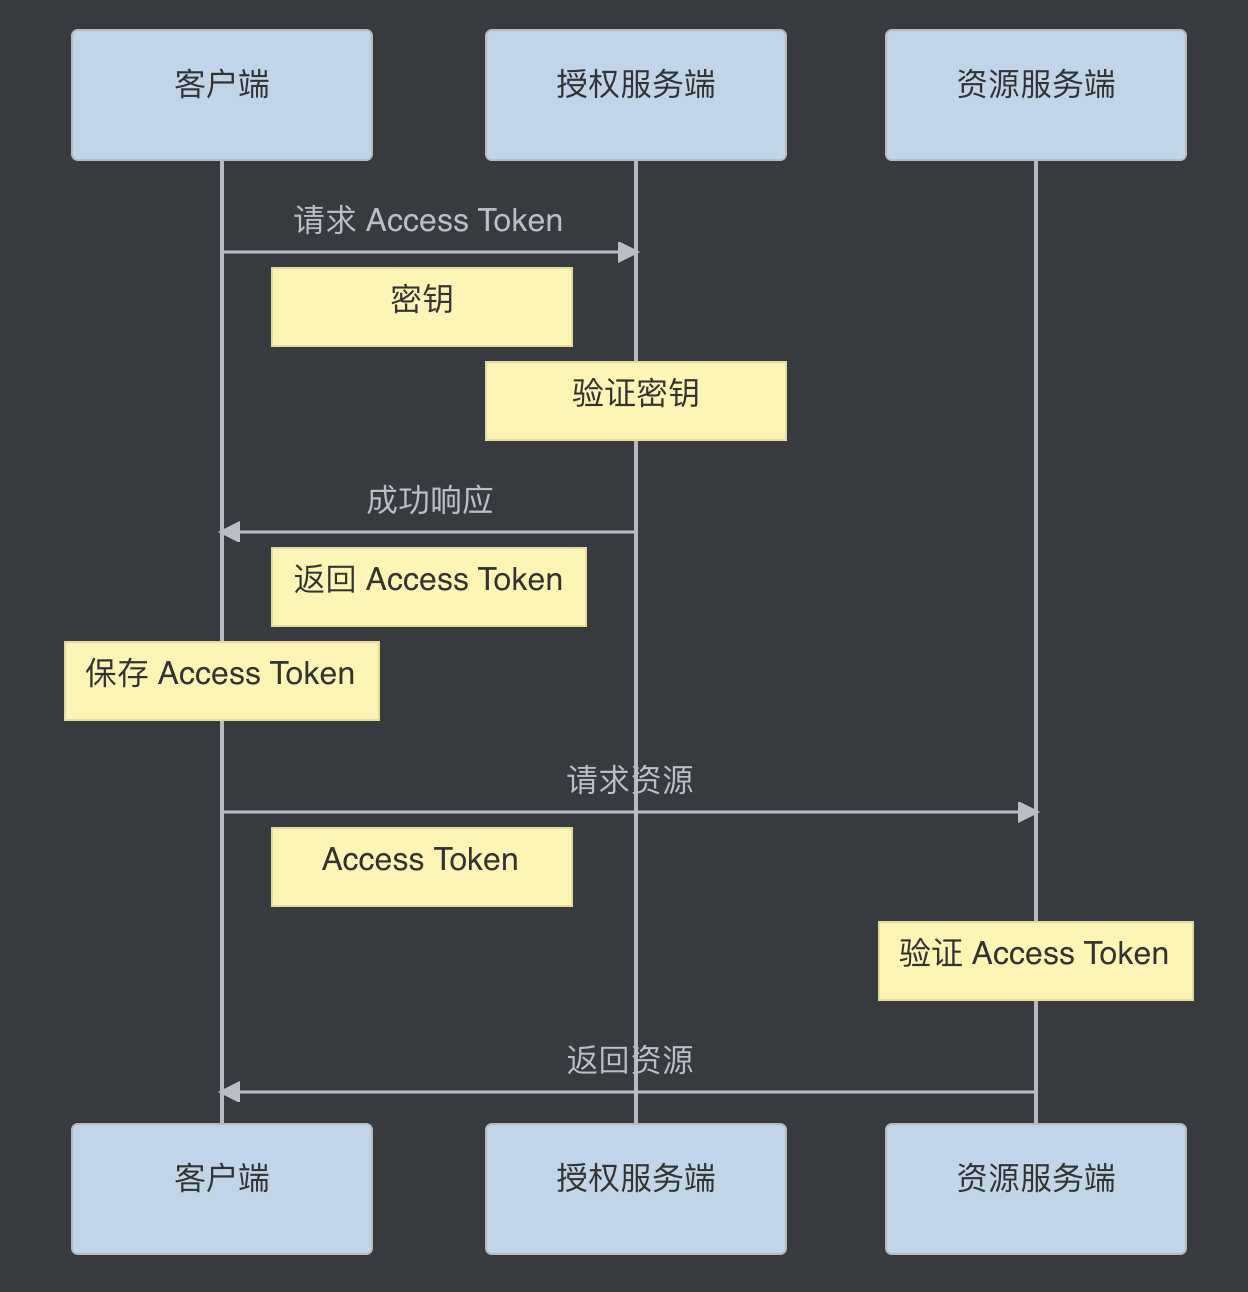 客户端
授权服务端
资源服务端
请求 Access Token
密钥
验证密钥
成功响应
返回 Access Token
保存 Access Token
请求资源
Access Token
验证 Access Token
返回资源
客户端
授权服务端
资源服务端